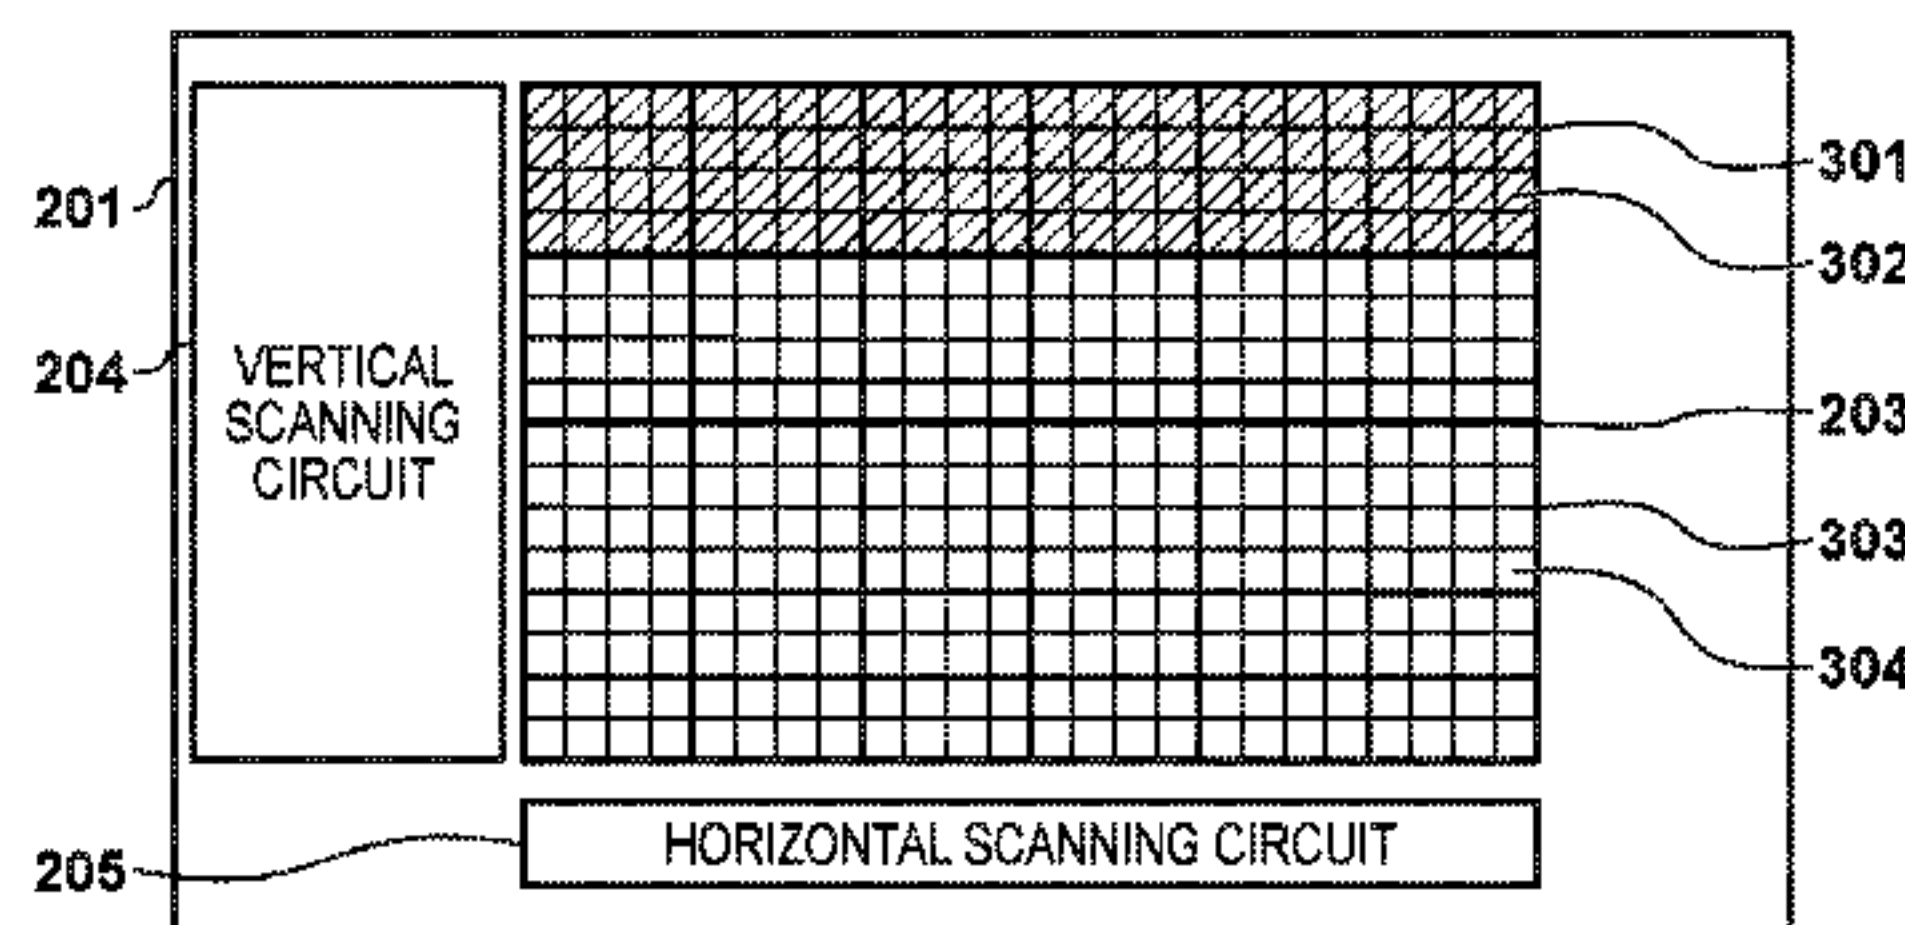 301
201
302
204
VERTICAL
SCANNING
CIRCUIT
203
303
304
HORIZONTAL SCANNING CIRCUIT
205